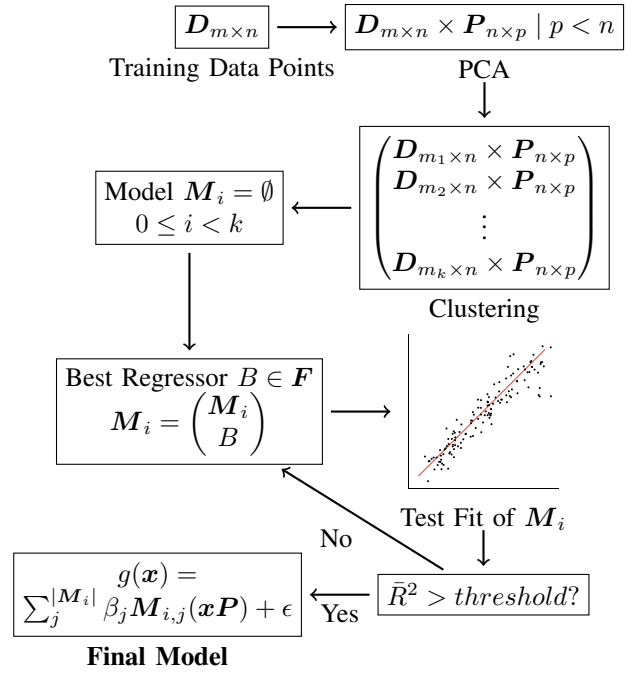 D_{m×n}
D_{m×n} × P_{n×p} | p < n
Training Data Points
PCA
D_{m_1×n} × P_{n×p}
D_{m_2×n} × P_{n×p}
⋮
D_{m_k×n} × P_{n×p}
Clustering
Model M_i = ∅
0 ≤ i < k
Best Regressor B ∈ F
M_i = (M_i
B)
Test Fit of M_i
No
R̄² > threshold?
Yes
g(x) =
∑_j^{|M_i|} β_j M_{i,j}(xP) + ϵ
Final Model